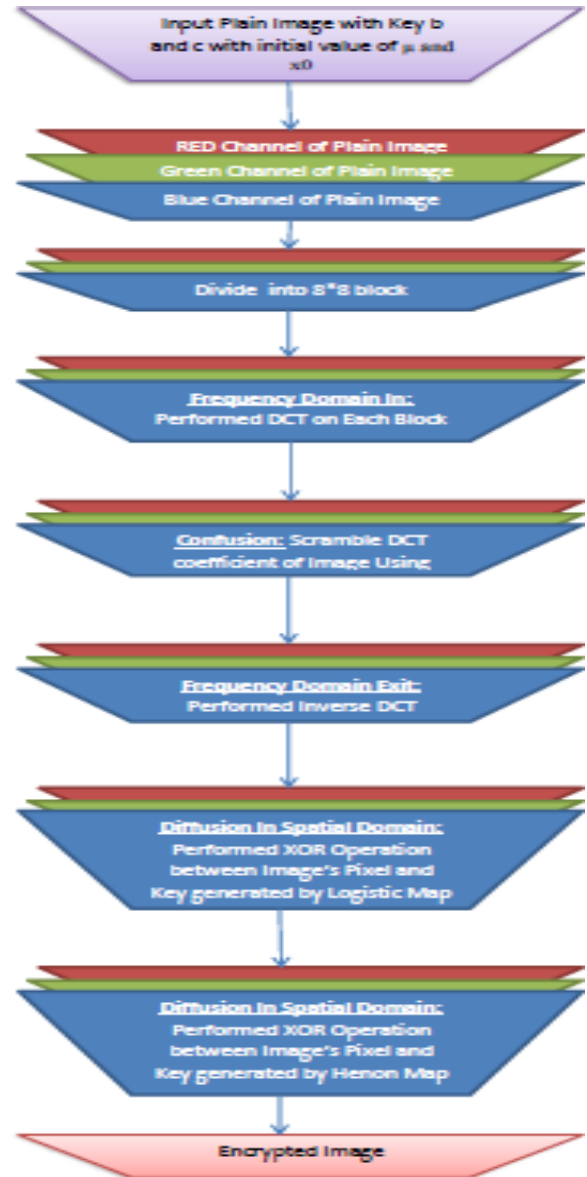 Input Plain Image with Key b
and c with initial value of μ and
x0
RED Channel of Plain Image
Green Channel of Plain Image
Blue Channel of Plain Image
Divide into 8*8 block
Frequency Domain In:
Performed DCT on Each Block
Confusion: Scramble DCT
coefficient of Image Using
Frequency Domain Exit:
Performed Inverse DCT
Diffusion In Spatial Domain:
Performed XOR Operation
between Image's Pixel and
Key generated by Logistic Map
Diffusion In Spatial Domain:
Performed XOR Operation
between Image's Pixel and
Key generated by Henon Map
Encrypted Image